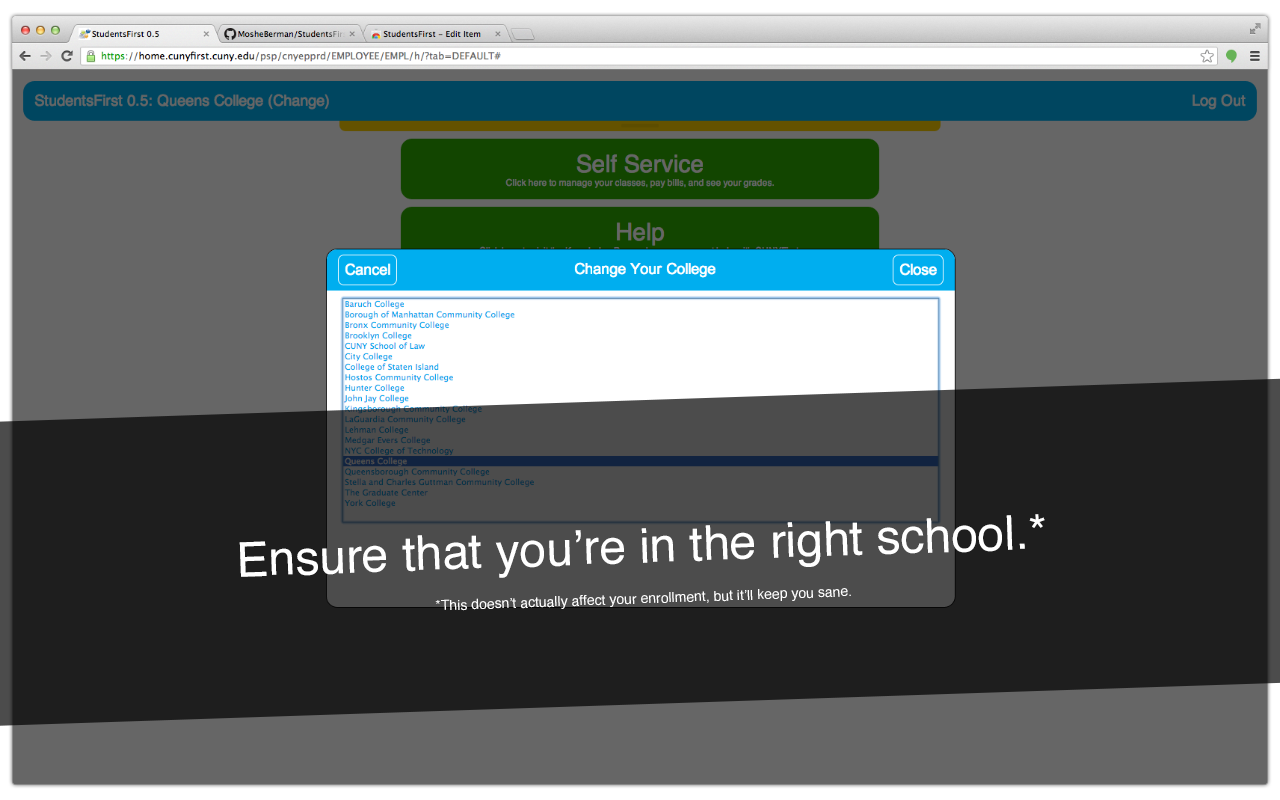 StudentsFirst 0.5
MosheBerman/StudentsFir
StudentsFirst – Edit Item
https://home.cunyfirst.cuny.edu/psp/cnyepprd/EMPLOYEE/EMPL/h/?tab=DEFAULT#
StudentsFirst 0.5: Queens College (Change)
Log Out
Self Service
Click here to manage your classes, pay bills, and see your grades.
Help
Cancel
Change Your College
Close
Baruch College
Borough of Manhattan Community College
Bronx Community College
Brooklyn College
CUNY School of Law
City College
College of Staten Island
Hostos Community College
Hunter College
John Jay College
Kingsborough Community College
LaGuardia Community College
Lehman College
Medgar Evers College
NYC College of Technology
Queens College
Queensborough Community College
Stella and Charles Guttman Community College
The Graduate Center
York College
Ensure that you’re in the right school.*
*This doesn’t actually affect your enrollment, but it’ll keep you sane.